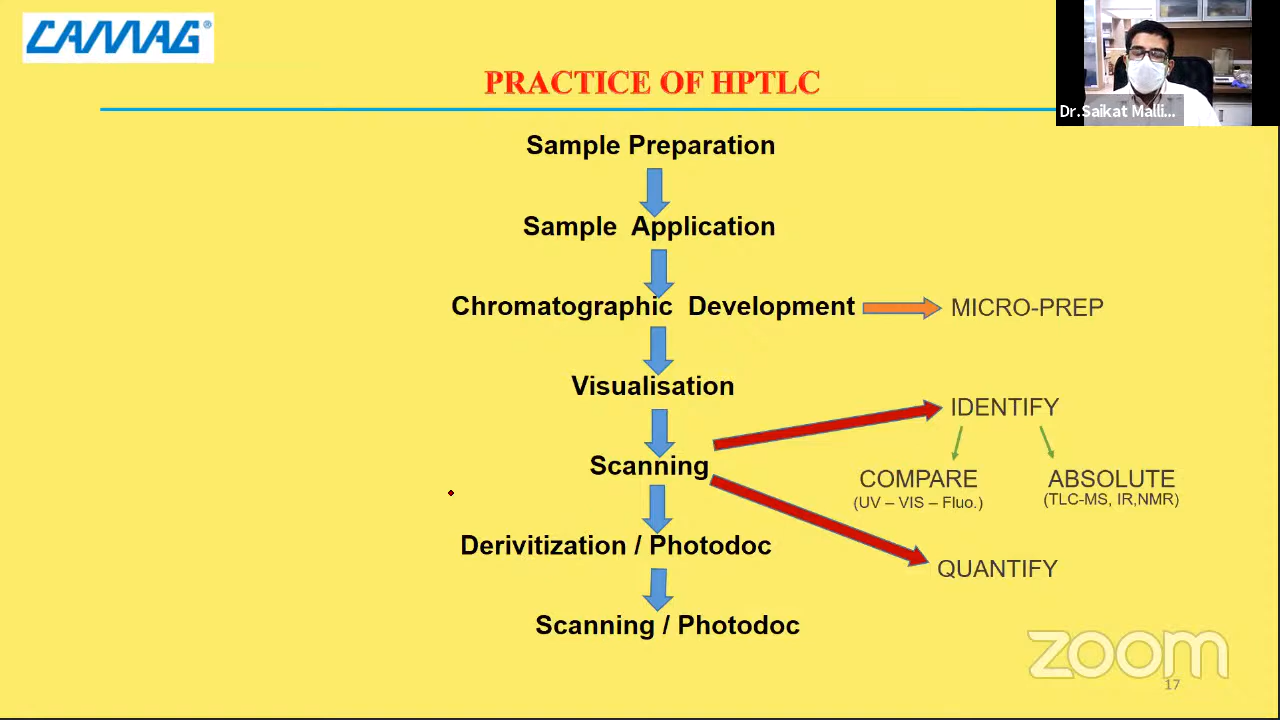 CAMAG®
PRACTICE OF HPTLC
Dr.Saikat Malli...
Sample Preparation
Sample Application
Chromatographic Development
MICRO-PREP
Visualisation
IDENTIFY
Scanning
COMPARE
ABSOLUTE
(UV – VIS – Fluo.)
(TLC-MS, IR,NMR)
Derivitization / Photodoc
QUANTIFY
Scanning / Photodoc
zoom
17